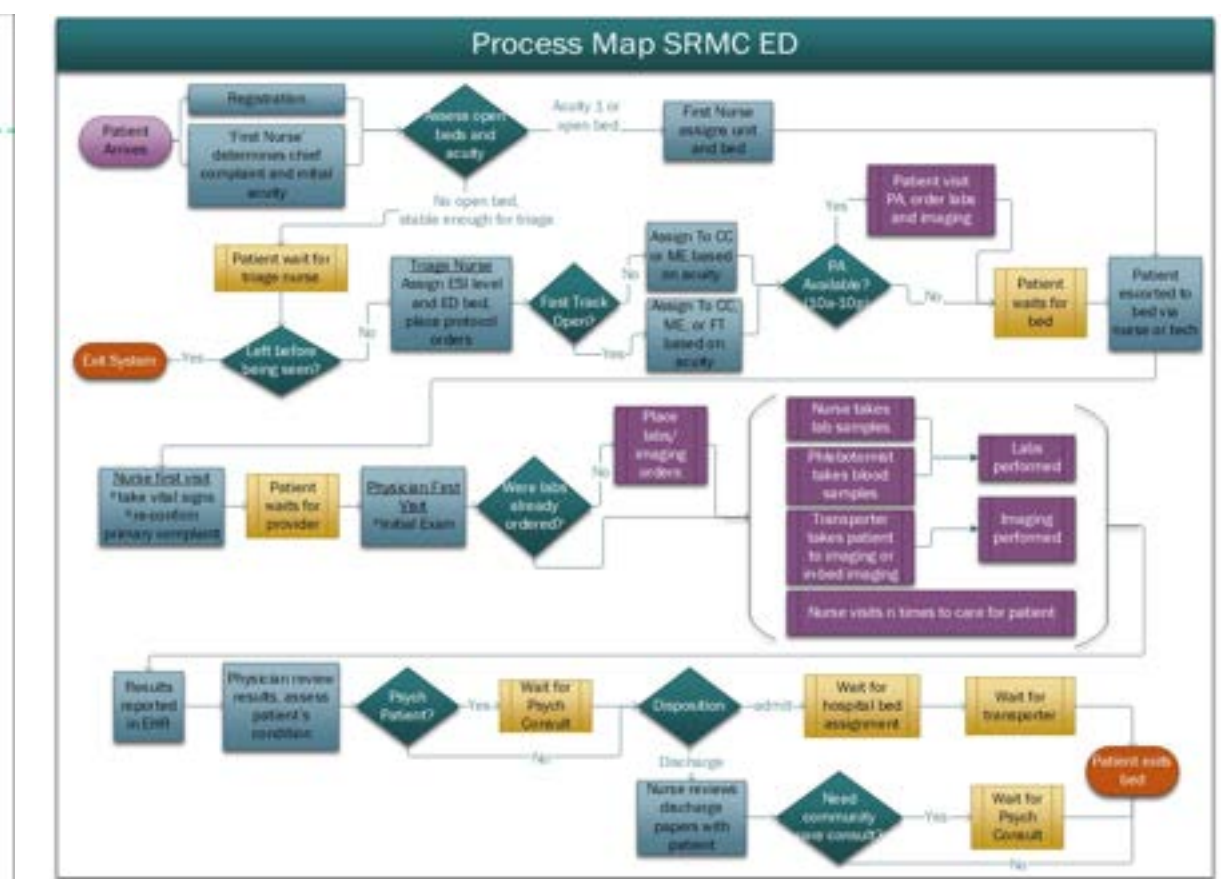 Process Map SRMC ED
Patient
Arrives
Registration
'First Nurse'
determines chief
complaint and initial
acuity
Assess open
beds and
acuity
Acuity 1 or
open bed
First Nurse
assigns unit
and bed
No open bed,
stable enough for triage
Patient wait for
triage nurse
Left before
being seen?
Yes
Exit System
No
Triage Nurse
Assign ESI level
and ED bed,
place protocol
orders
Fast Track
Open?
No
Assign To CC
or ME based
on acuity
Yes
Assign To CC,
ME, or FT
based on
acuity
PA
Available?
(10a-10p)
Yes
Patient visit
PA, order labs
and imaging
No
Patient
waits for
bed
Patient
escorted to
bed via
nurse or tech
Nurse first visit
*take vital signs
*re-confirm
primary complaint
Patient
waits for
provider
Physician First
Visit
*Initial Exam
Were labs
already
ordered?
No
Place
labs/
imaging
orders
Nurse takes
lab samples
Phlebotomist
takes blood
samples
Labs
performed
Transporter
takes patient
to imaging or
in-bed imaging
Imaging
performed
Nurse visits n times to care for patient
Results
reported
in EHR
Physician review
results, assess
patient's
condition
Psych
Patient?
Yes
Wait for
Psych
Consult
No
Disposition
admit
Wait for
hospital bed
assignment
Wait for
transporter
Patient exits
bed
Discharge
Nurse reviews
discharge
papers with
patient
Need
community
care consult?
Yes
Wait for
Psych
Consult
No